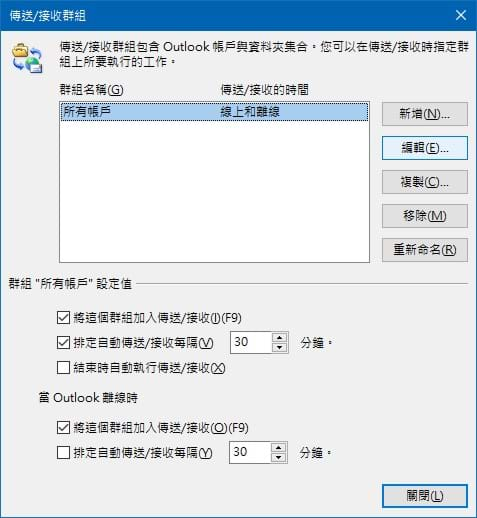 傳送/接收群組
傳送/接收群組包含 Outlook 帳戶與資料夾集合。您可以在傳送/接收時指定群
組上所要執行的工作。
群組名稱(G) 傳送/接收的時間
所有帳戶 線上和離線
新增(N)...
編輯(E)...
複製(C)...
移除(M)
重新命名(R)
群組 "所有帳戶" 設定值
將這個群組加入傳送/接收(I)(F9)
排定自動傳送/接收每隔(V) 30 分鐘。
結束時自動執行傳送/接收(X)
當 Outlook 離線時
將這個群組加入傳送/接收(O)(F9)
排定自動傳送/接收每隔(Y) 30 分鐘。
關閉(L)